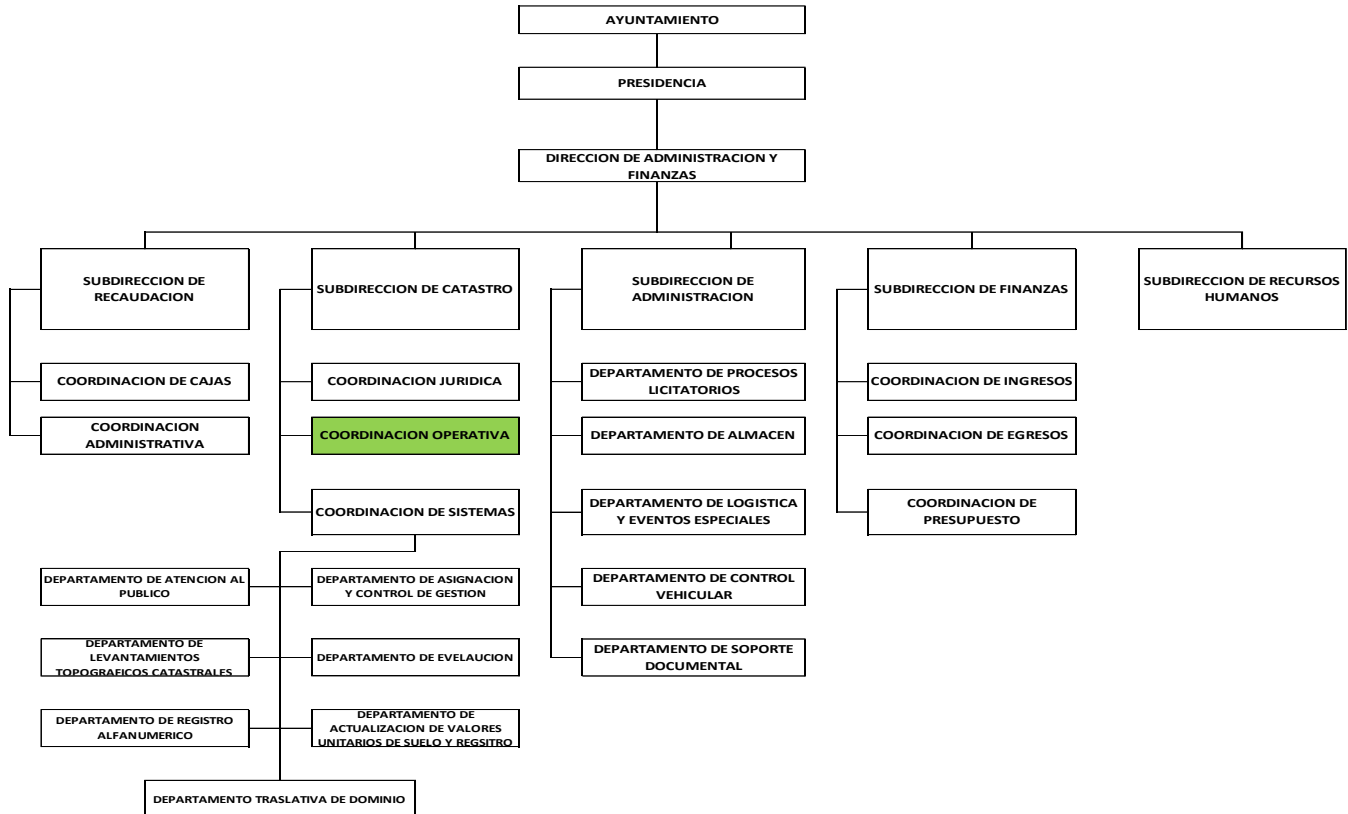 AYUNTAMIENTO
PRESIDENCIA
DIRECCION DE ADMINISTRACION Y
FINANZAS
SUBDIRECCION DE
RECAUDACION
SUBDIRECCION DE CATASTRO
SUBDIRECCION DE
ADMINISTRACION
SUBDIRECCION DE FINANZAS
SUBDIRECCION DE RECURSOS
HUMANOS
COORDINACION DE CAJAS
COORDINACION JURIDICA
DEPARTAMENTO DE PROCESOS
LICITATORIOS
COORDINACION DE INGRESOS
COORDINACION
ADMINISTRATIVA
COORDINACION OPERATIVA
DEPARTAMENTO DE ALMACEN
COORDINACION DE EGRESOS
COORDINACION DE SISTEMAS
DEPARTAMENTO DE LOGISTICA
Y EVENTOS ESPECIALES
COORDINACION DE
PRESUPUESTO
DEPARTAMENTO DE ATENCION AL
PUBLICO
DEPARTAMENTO DE ASIGNACION
Y CONTROL DE GESTION
DEPARTAMENTO DE CONTROL
VEHICULAR
DEPARTAMENTO DE
LEVANTAMIENTOS
TOPOGRAFICOS CATASTRALES
DEPARTAMENTO DE EVELAUCION
DEPARTAMENTO DE SOPORTE
DOCUMENTAL
DEPARTAMENTO DE REGISTRO
ALFANUMERICO
DEPARTAMENTO DE
ACTUALIZACION DE VALORES
UNITARIOS DE SUELO Y REGSITRO
DEPARTAMENTO TRASLATIVA DE DOMINIO